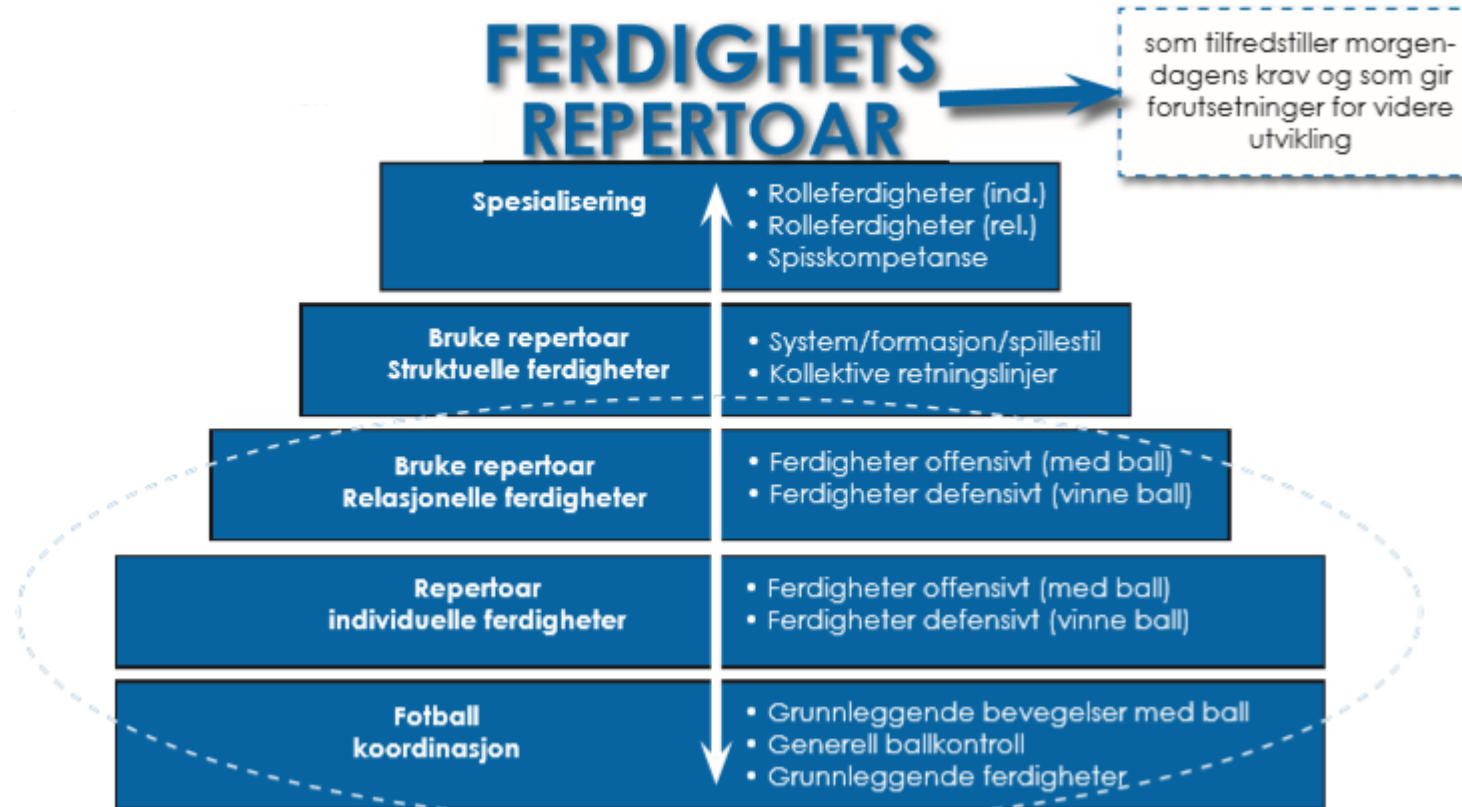 FERDIGHETS
REPERTOAR
som tilfredstiller morgen-
dagens krav og som gir
forutsetninger for videre
utvikling
Spesialisering
• Rolleferdigheter (ind.)
• Rolleferdigheter (rel.)
• Spisskompetanse
Bruke repertoar
Struktuelle ferdigheter
• System/formasjon/spillestil
• Kollektive retningslinjer
Bruke repertoar
Relasjonelle ferdigheter
• Ferdigheter offensivt (med ball)
• Ferdigheter defensivt (vinne ball)
Repertoar
individuelle ferdigheter
• Ferdigheter offensivt (med ball)
• Ferdigheter defensivt (vinne ball)
Fotball
koordinasjon
• Grunnleggende bevegelser med ball
• Generell ballkontroll
• Grunnleggende ferdigheter